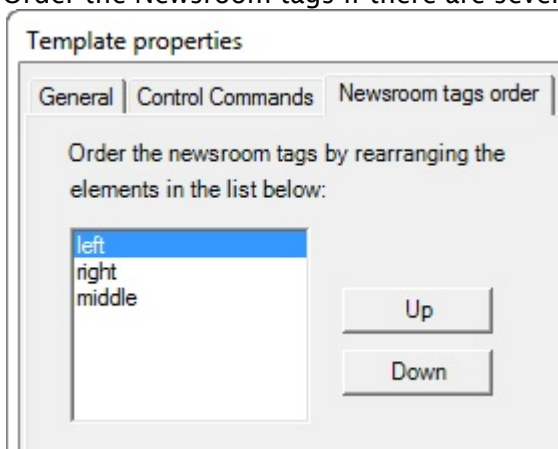 Order the Newsroom tags if there are seve
Template properties
General Control Commands Newsroom tags order
Order the newsroom tags by rearranging the
elements in the list below:
left
right
middle
Up
Down